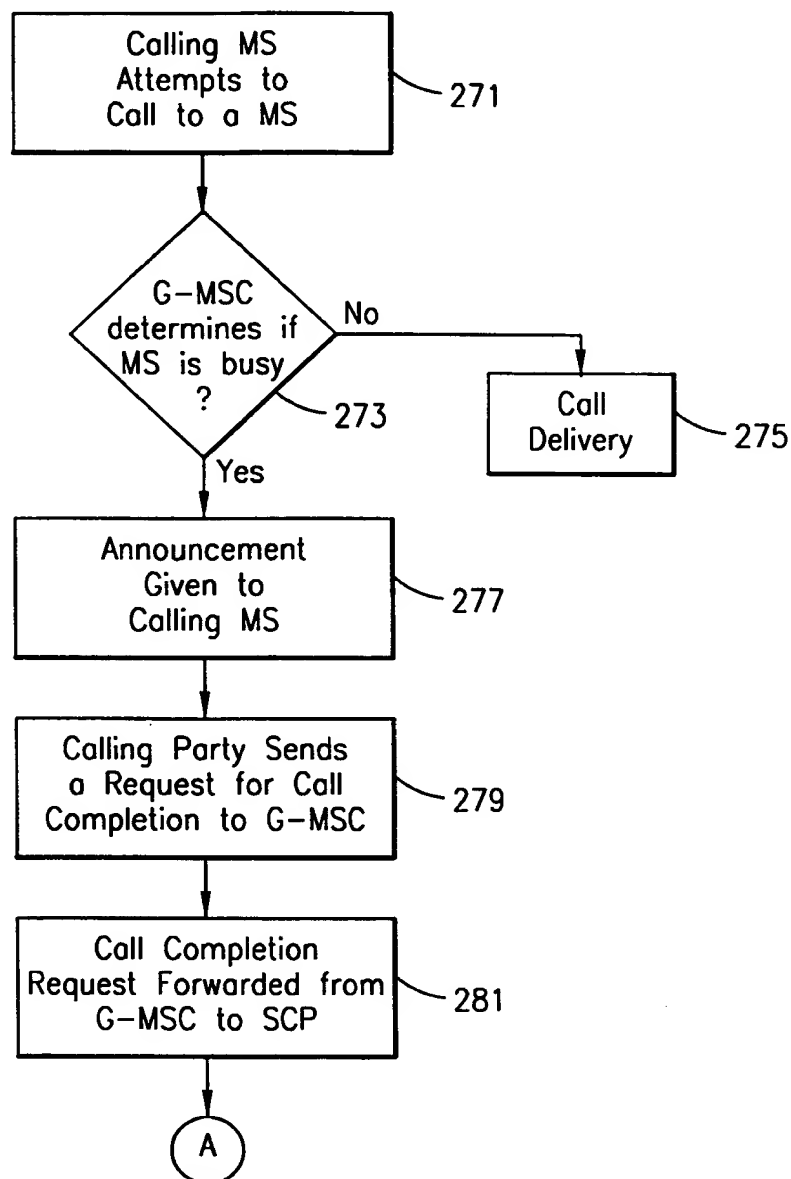 Calling MS
Attempts to
Call to a MS
271
G-MSC
determines if
MS is busy
?
273
No
Call
Delivery
275
Yes
Announcement
Given to
Calling MS
277
Calling Party Sends
a Request for Call
Completion to G-MSC
279
Call Completion
Request Forwarded from
G-MSC to SCP
281
A